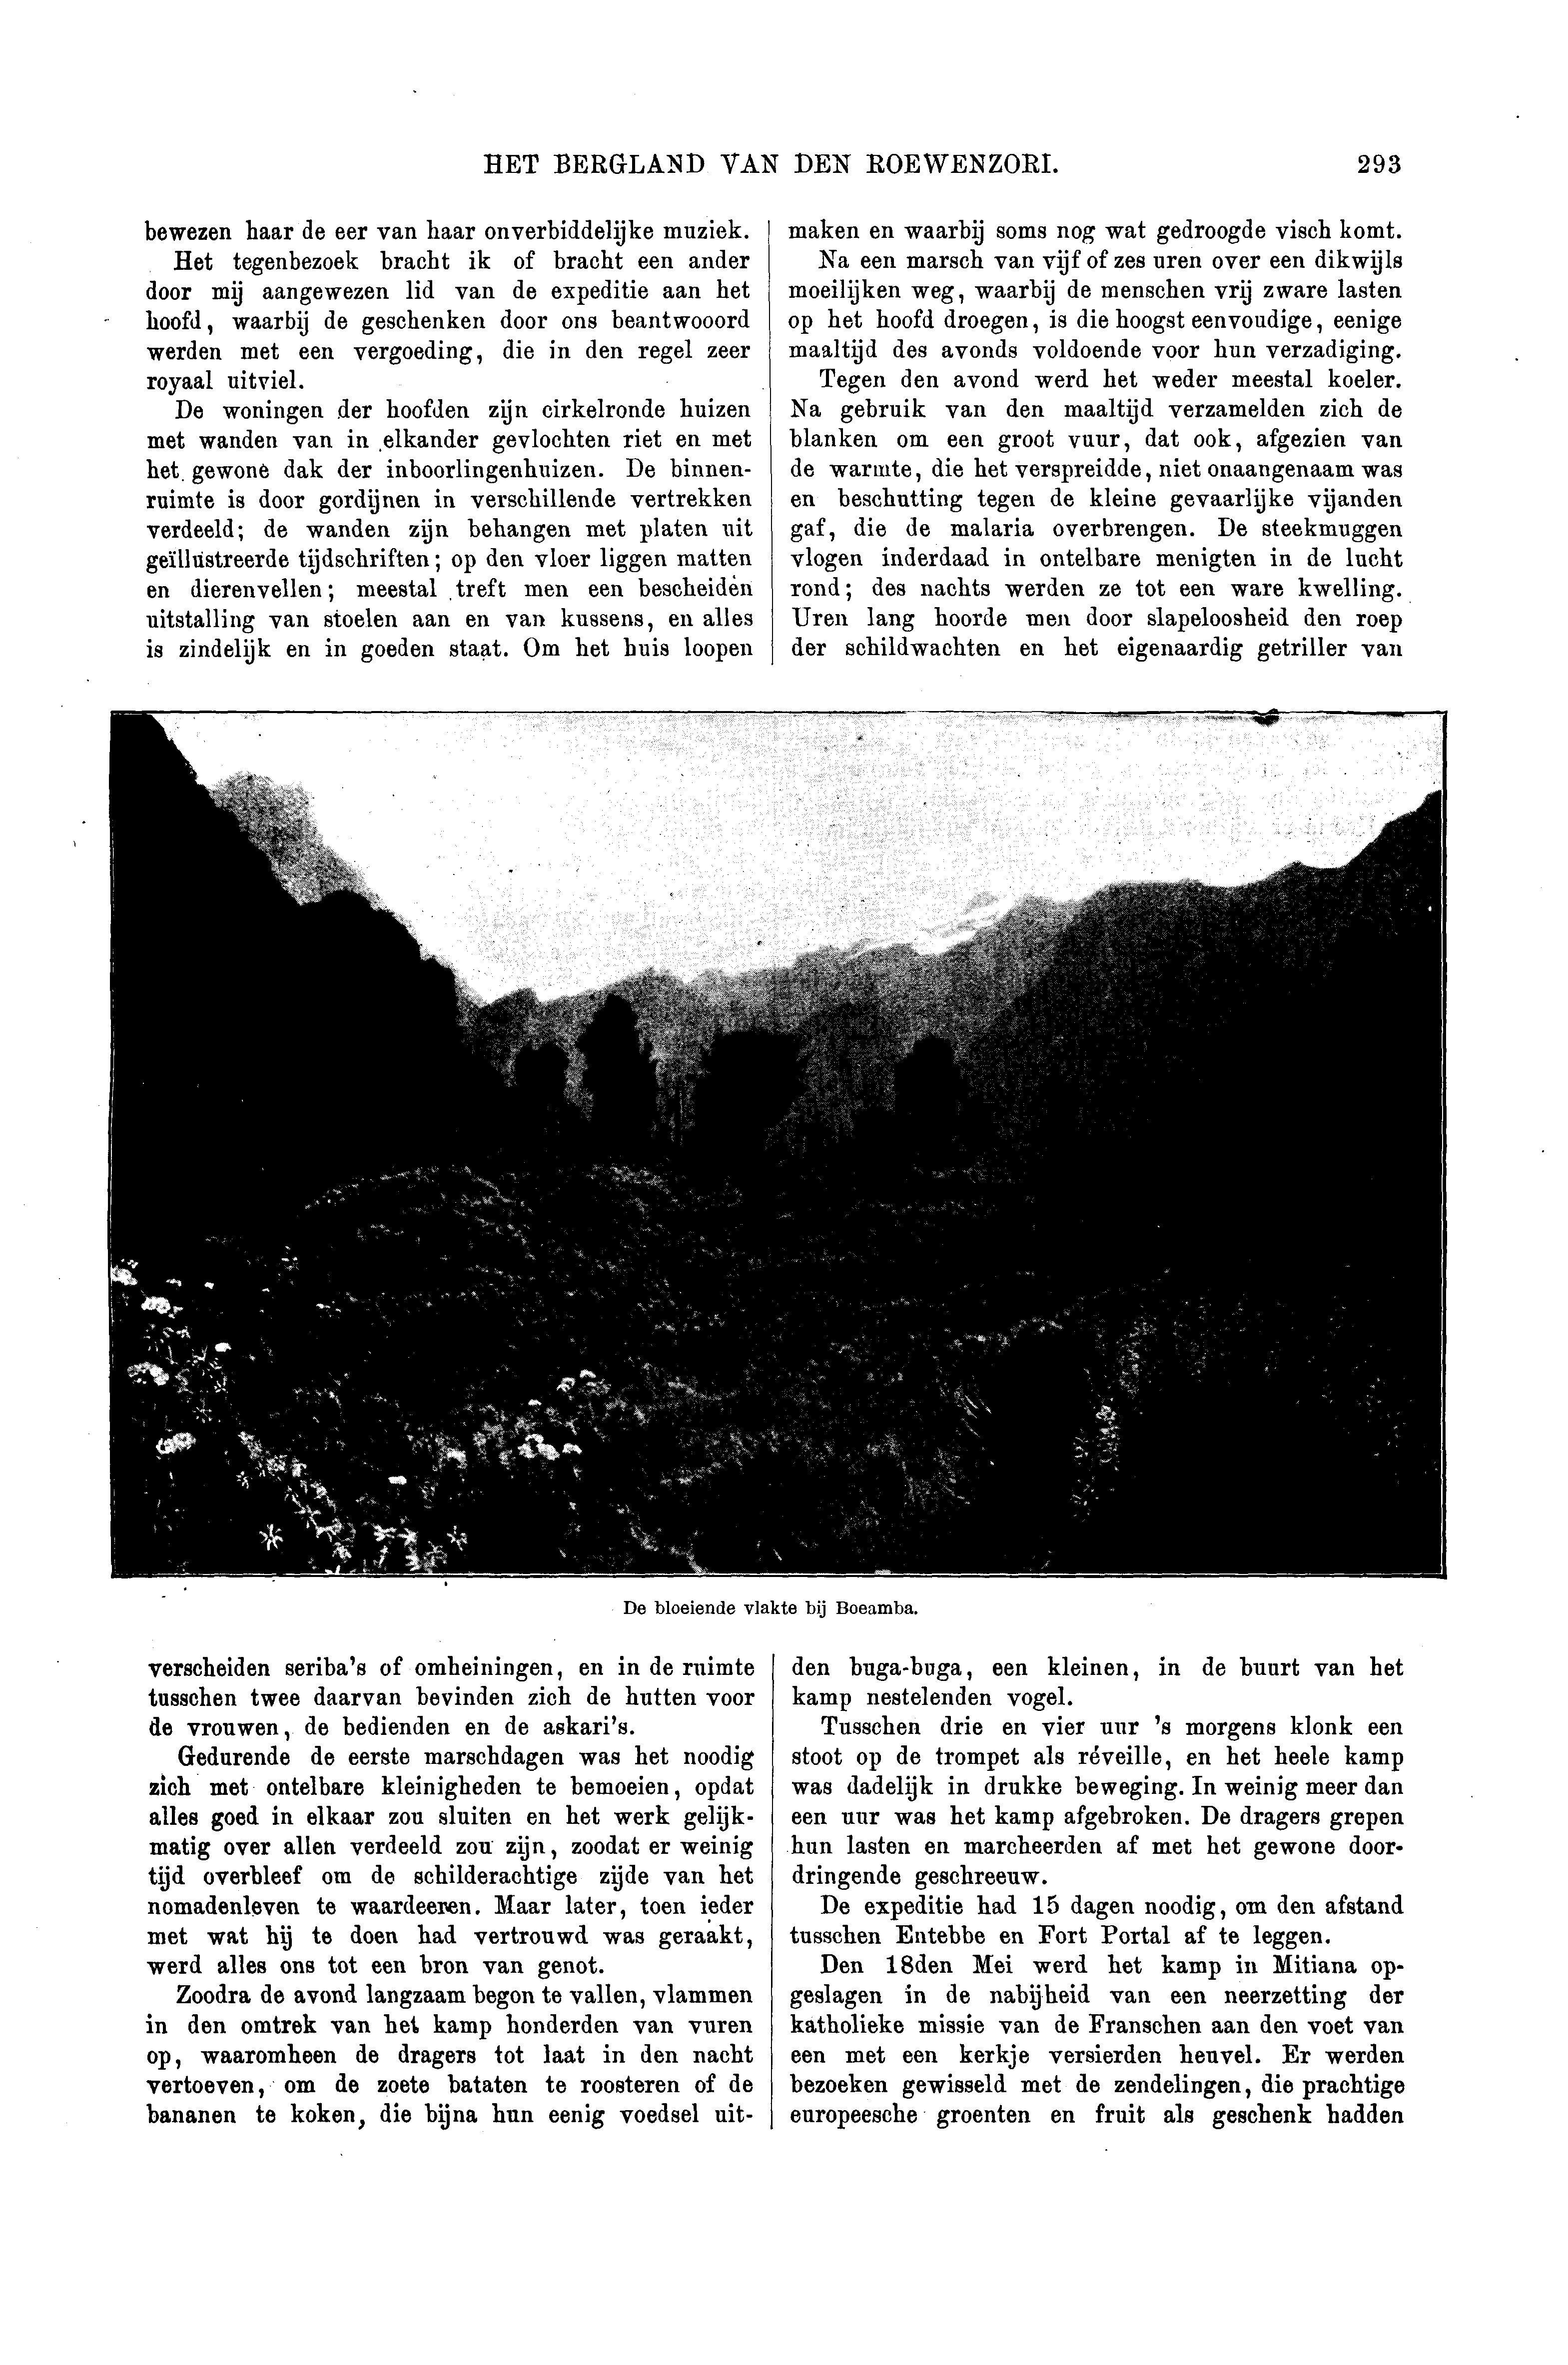 HET BERGLAND VAN DEN ROEWENZORI.
293
bewezen haar de eer van haar onverbiddelijke muziek.
Het tegenbezoek bracht ik of bracht een ander
door mij aangewezen lid van de expeditie aan het
hoofd, waarbij de geschenken door ons beantwooord
werden met een vergoeding, die in den regel zeer
royaal uitviel.
De woningen der hoofden zijn cirkelronde huizen
met wanden van in elkander gevlochten riet en met
het gewone dak der inboorlingenhuizen. De binnen-
ruimte is door gordijnen in verschillende vertrekken
verdeeld; de wanden zijn behangen met platen uit
geïllustreerde tijdschriften; op den vloer liggen matten
en dierenvellen; meestal treft men een bescheiden
uitstalling van stoelen aan en van kussens, en alles
is zindelijk en in goeden staat. Om het huis loopen
verscheiden seriba's of omheiningen, en in de ruimte
tusschen twee daarvan bevinden zich de hutten voor
de vrouwen, de bedienden en de askari's.
Gedurende de eerste marschdagen was het noodig
zich met ontelbare kleinigheden te bemoeien, opdat
alles goed in elkaar zou sluiten en het werk gelijk-
matig over allen verdeeld zou zijn, zoodat er weinig
tijd overbleef om de schilderachtige zijde van het
nomadenleven te waardeeren. Maar later, toen ieder
met wat hij te doen had vertrouwd was geraakt,
werd alles ons tot een bron van genot.
Zoodra de avond langzaam begon te vallen, vlammen
in den omtrek van het kamp honderden van vuren
op, waaromheen de dragers tot laat in den nacht
vertoeven, om de zoete bataten te roosteren of de
bananen te koken, die bijna hun eenig voedsel uit-
maken en waarbij soms nog wat gedroogde visch komt.
Na een marsch van vijf of zes uren over een dikwijls
moeilijken weg, waarbij de menschen vrij zware lasten
op het hoofd droegen, is die hoogst eenvoudige, eenige
maaltijd des avonds voldoende voor hun verzadiging.
Tegen den avond werd het weder meestal koeler.
Na gebruik van den maaltijd verzamelden zich de
blanken om een groot vuur, dat ook, afgezien van
de warmte, die het verspreidde, niet onaangenaam was
en beschutting tegen de kleine gevaarlijke vijanden
gaf, die de malaria overbrengen. De steekmuggen
vlogen inderdaad in ontelbare menigten in de lucht
rond; des nachts werden ze tot een ware kwelling.
Uren lang hoorde men door slapeloosheid den roep
der schildwachten en het eigenaardig getriller van
den buga-buga, een kleinen, in de buurt van het
kamp nestelenden vogel.
Tusschen drie en vier uur 's morgens klonk een
stoot op de trompet als réveille, en het heele kamp
was dadelijk in drukke beweging. In weinig meer dan
een uur was het kamp afgebroken. De dragers grepen
hun lasten en marcheerden af met het gewone door-
dringende geschreeuw.
De expeditie had 15 dagen noodig, om den afstand
tusschen Entebbe en Fort Portal af te leggen.
Den 18den Mei werd het kamp in Mitiana op-
geslagen in de nabijheid van een neerzetting der
katholieke missie van de Franschen aan den voet van
een met een kerkje versierden heuvel. Er werden
bezoeken gewisseld met de zendelingen, die prachtige
europeesche groenten en fruit als geschenk hadden
De bloeiende vlakte bij Boeamba.